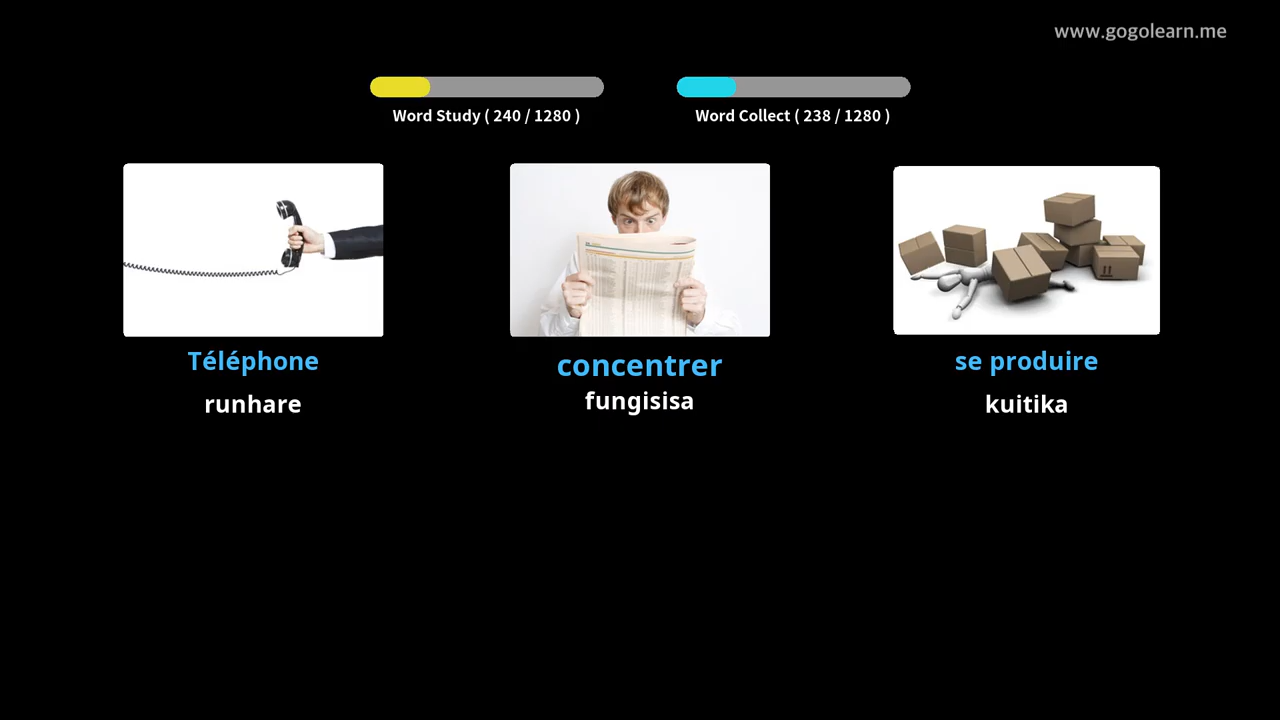 www.gogolearn.me
Word Study ( 240 / 1280 )
Word Collect ( 238 / 1280 )
Téléphone
concentrer
se produire
runhare
fungisisa
kuitika